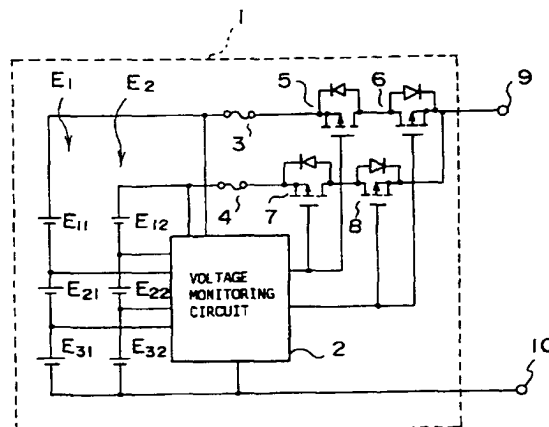 1
E1
E2
5
6
9
3
4
7
8
E11
E12
E21
E22
E31
E32
VOLTAGE
MONITORING
CIRCUIT
2
10